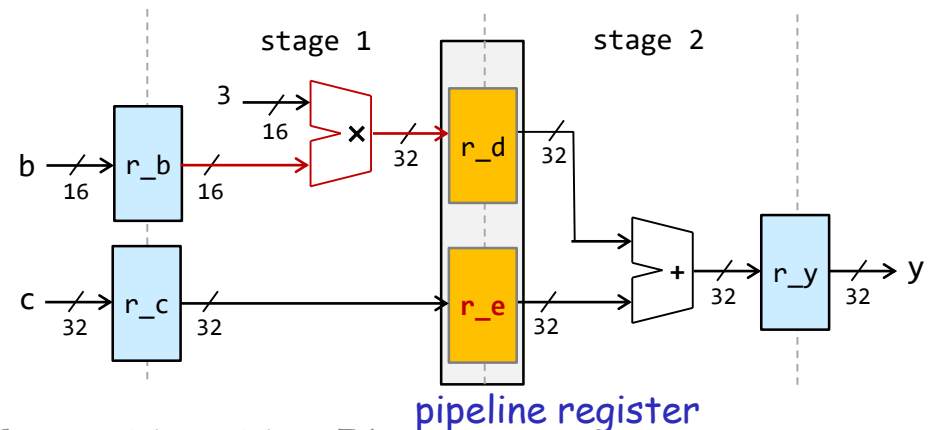 stage 1
stage 2
3
16
×
32
r_d
32
b
16
r_b
16
c
32
r_c
32
r_e
32
+
32
r_y
32
y
pipeline register